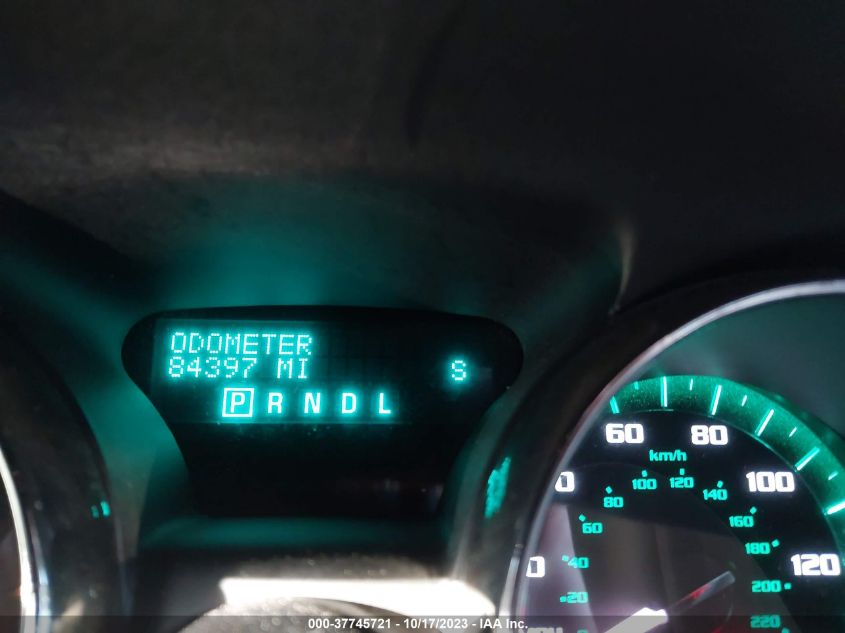 ODOMETER
84397 MI
S
P R N D L
60 80 100 120
km/h
20 40 60 80 100 120 140 160 180 200 220
000-37745721 - 10/17/2023 - IAA Inc.